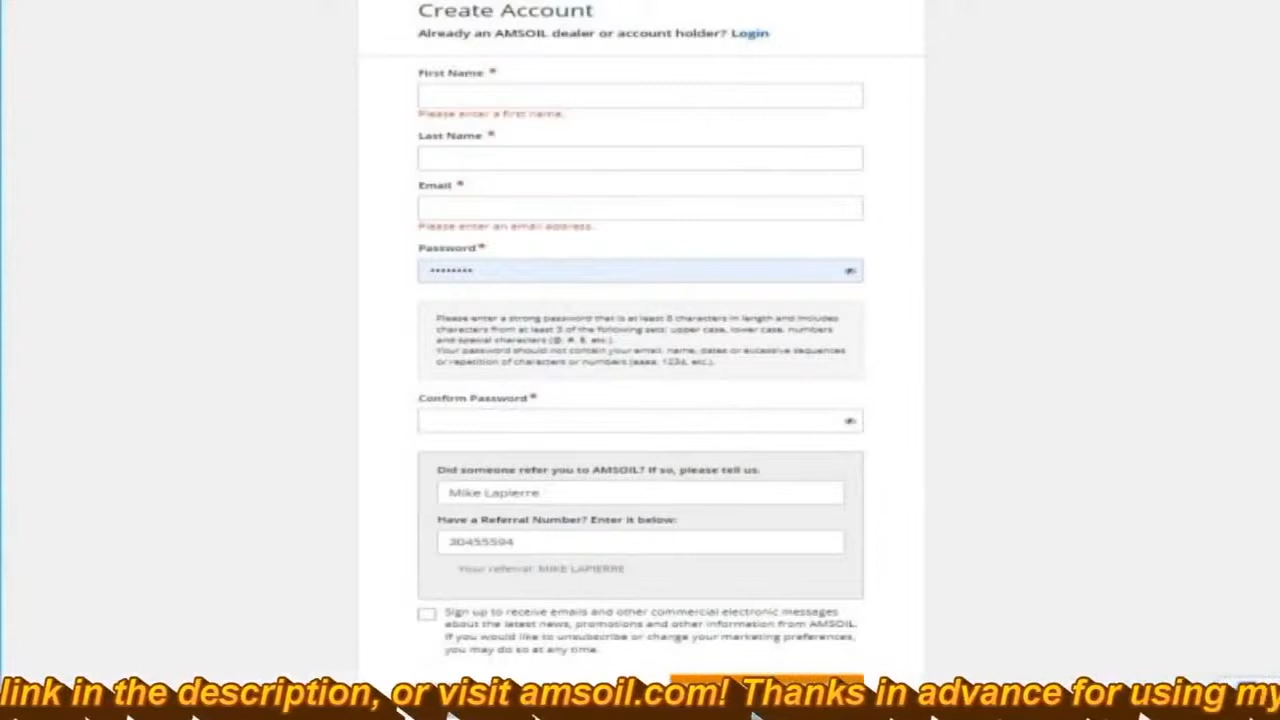 Create Account
Already an AMSOIL dealer or account holder? Login
First Name *
Please enter a first name.
Last Name *
Email *
Please enter an email address.
Password*
••••••••
Please enter a strong password that is at least 8 characters in length and includes
characters from at least 3 of the following sets: upper case, lower case, numbers
and special characters (@, #, $, etc.).
Your password should not contain your email, name, dates or excessive sequences
or repetition of characters or numbers (aaaa, 1234, etc.).
Confirm Password*
Did someone refer you to AMSOIL? If so, please tell us.
Mike Lapierre
Have a Referral Number? Enter it below:
30455594
Your referral: MIKE LAPIERRE
Sign up to receive emails and other commercial electronic messages
about the latest news, promotions and other information from AMSOIL.
If you would like to unsubscribe or change your marketing preferences,
you may do so at any time.
link in the description, or visit amsoil.com! Thanks in advance for using my